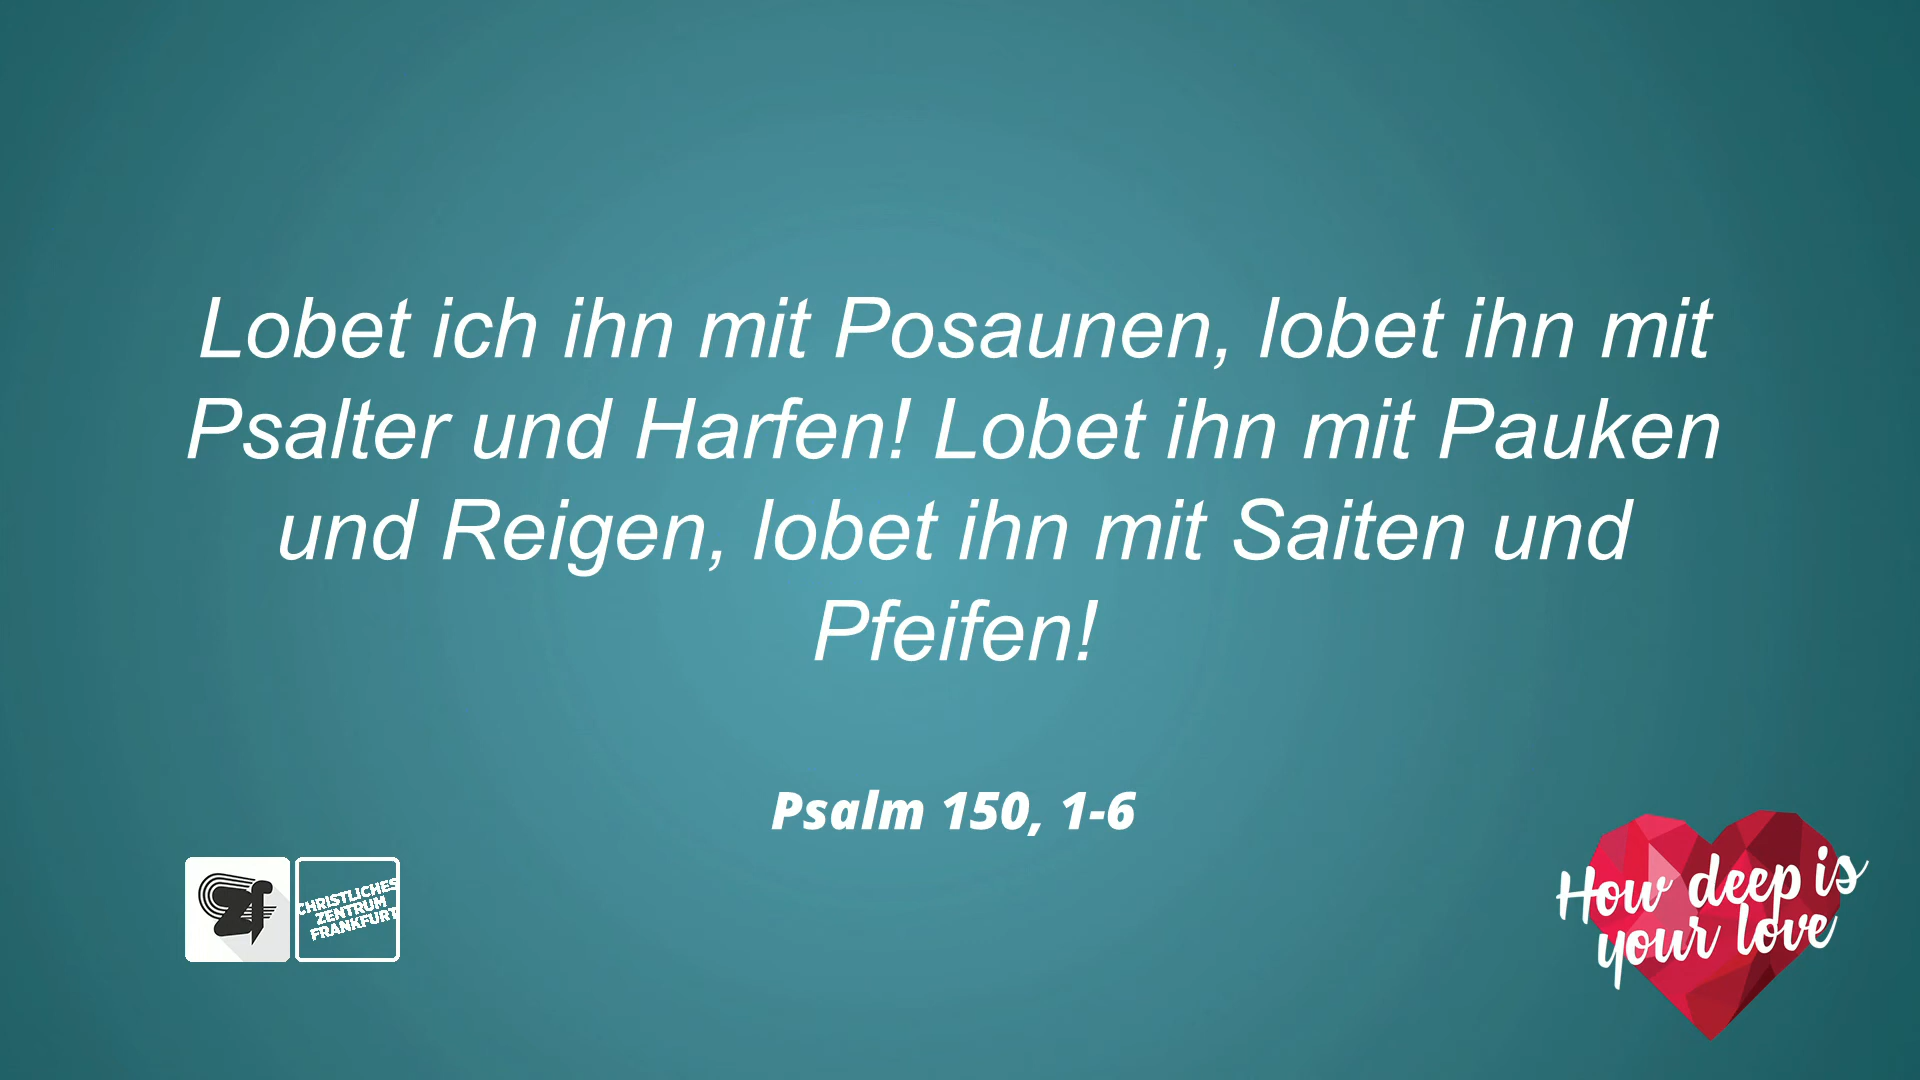 Lobet ich ihn mit Posaunen, lobet ihn mit
Psalter und Harfen! Lobet ihn mit Pauken
und Reigen, lobet ihn mit Saiten und
Pfeifen!
Psalm 150, 1-6
CHRISTLICHES
ZENTRUM
FRANKFURT
How deep is
your love